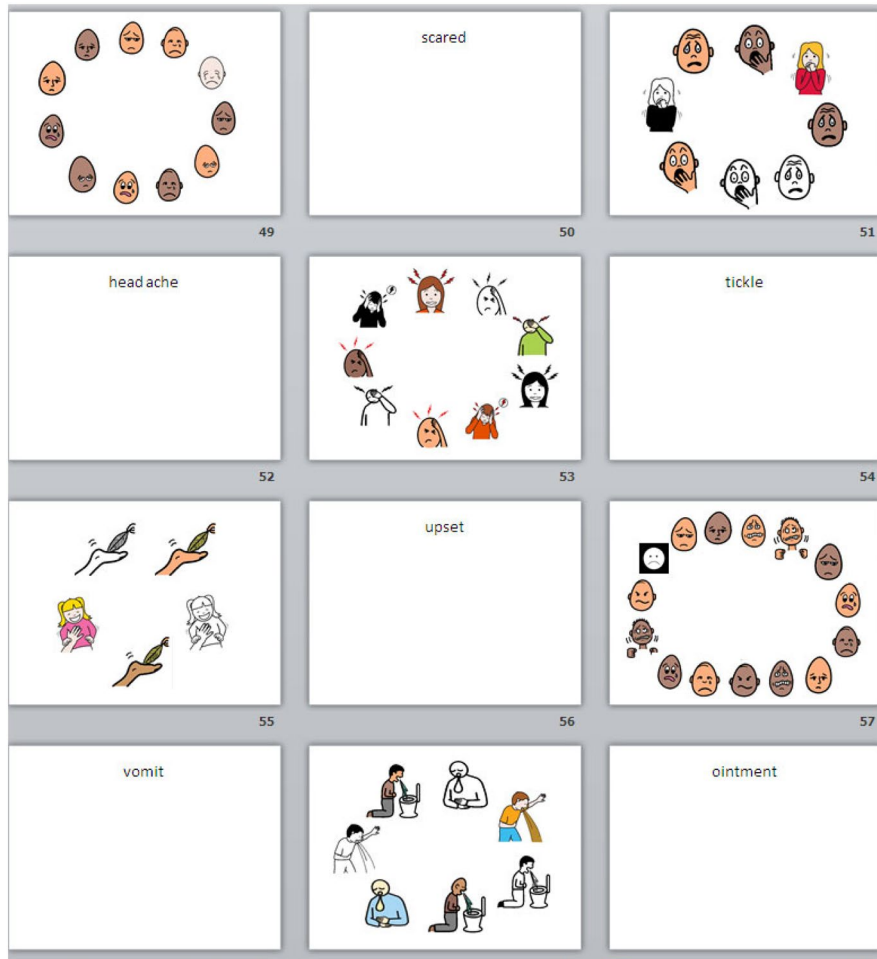 scared
49
50
51
head ache
tickle
52
53
54
upset
55
56
57
vomit
ointment